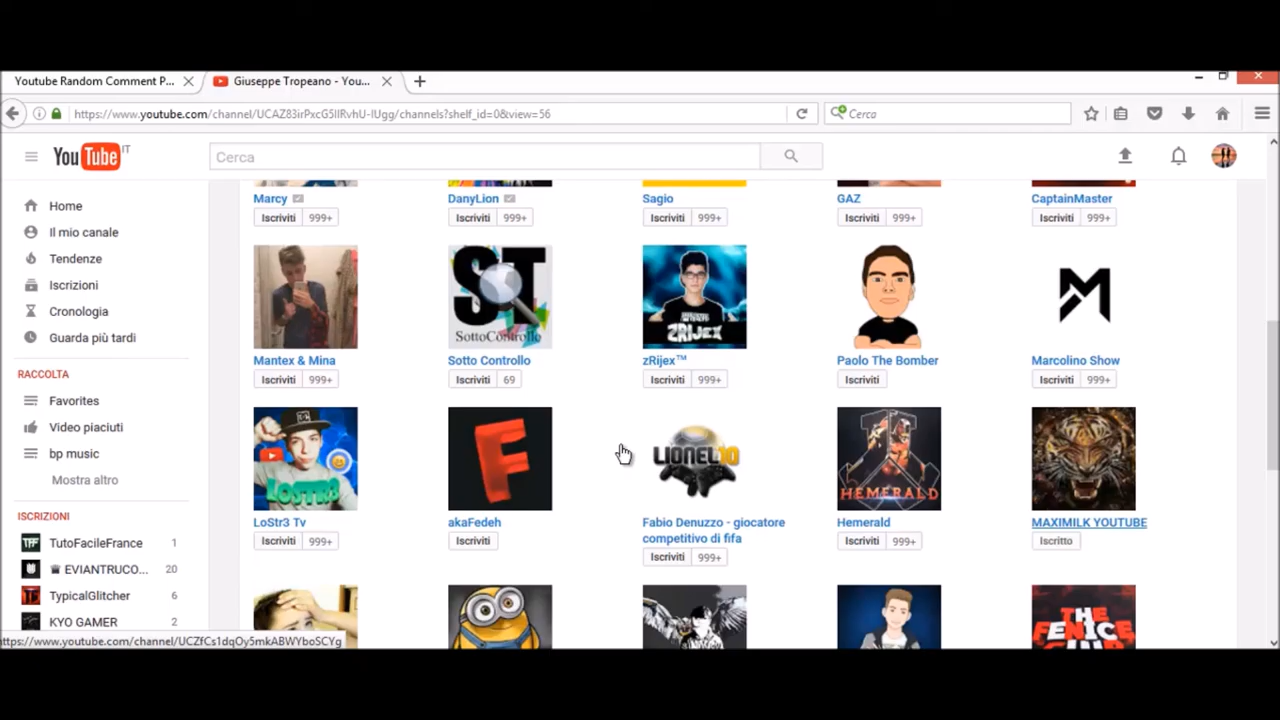 Youtube Random Comment P...
Giuseppe Tropeano - You...
https://www.youtube.com/channel/UCAZ83irPxcG5IIRvhU-lUgg/channels?shelf_id=0&view=56
Cerca
YouTube IT
Cerca
Home
Il mio canale
Tendenze
Iscrizioni
Cronologia
Guarda più tardi
RACCOLTA
Favorites
Video piaciuti
bp music
Mostra altro
ISCRIZIONI
TutoFacileFrance 1
EVIANTRUCO... 20
TypicalGlitcher 6
KYO GAMER 2
Marcy
Iscriviti 999+
DanyLion
Iscriviti 999+
Sagio
Iscriviti 999+
GAZ
Iscriviti 999+
CaptainMaster
Iscriviti 999+
Mantex & Mina
Iscriviti 999+
ST
SottoControllo
Sotto Controllo
Iscriviti 69
ZRIJEX
zRijex™
Iscriviti 999+
Paolo The Bomber
Iscriviti
Marcolino Show
Iscriviti 999+
LOSTR3
LoStr3 Tv
Iscriviti 999+
F
akaFedeh
Iscriviti
LIONEL10
Fabio Denuzzo - giocatore
competitivo di fifa
Iscriviti 999+
HEMERALD
Hemerald
Iscriviti 999+
MAXIMILK YOUTUBE
Iscritto
THE
FENICE
https://www.youtube.com/channel/UCZfCs1dqOy5mkABWYboSCYg